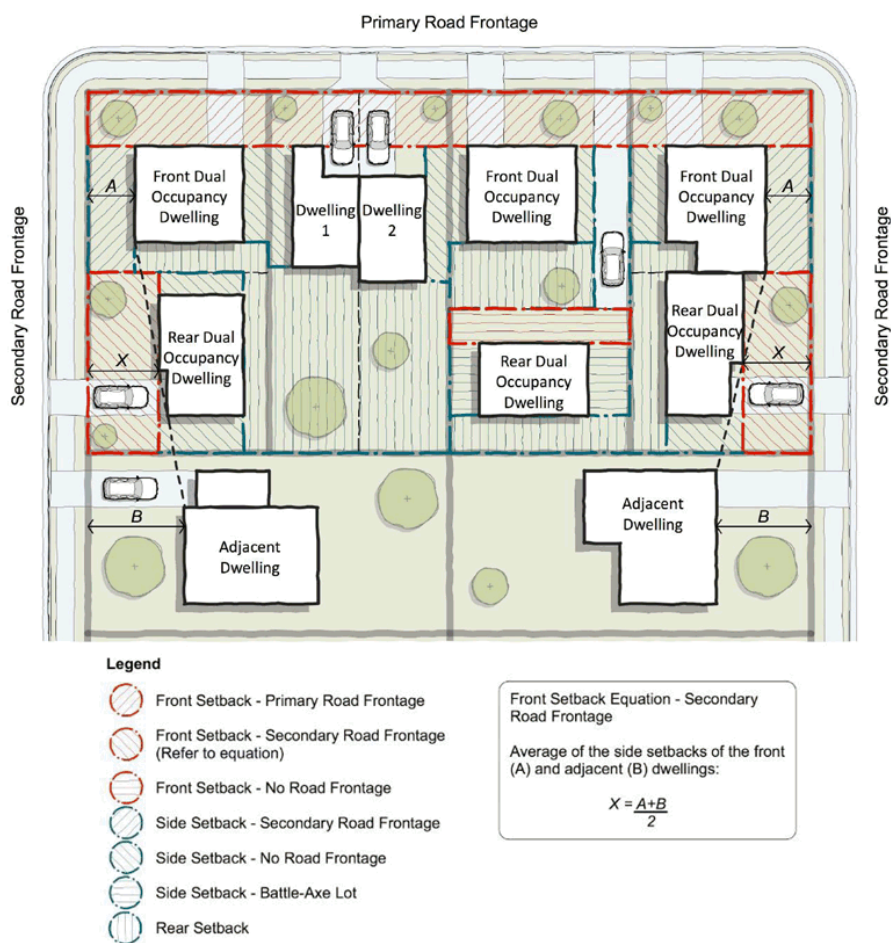 Primary Road Frontage
Secondary Road Frontage
Secondary Road Frontage
A
Front Dual
Occupancy
Dwelling
Dwelling
1
Dwelling
2
Front Dual
Occupancy
Dwelling
Front Dual
Occupancy
Dwelling
A
X
Rear Dual
Occupancy
Dwelling
Rear Dual
Occupancy
Dwelling
Rear Dual
Occupancy
Dwelling
X
B
Adjacent
Dwelling
Adjacent
Dwelling
B
Legend
Front Setback - Primary Road Frontage
Front Setback - Secondary Road Frontage
(Refer to equation)
Front Setback - No Road Frontage
Side Setback - Secondary Road Frontage
Side Setback - No Road Frontage
Side Setback - Battle-Axe Lot
Rear Setback
Front Setback Equation - Secondary
Road Frontage
Average of the side setbacks of the front
(A) and adjacent (B) dwellings:
X = A+B
2